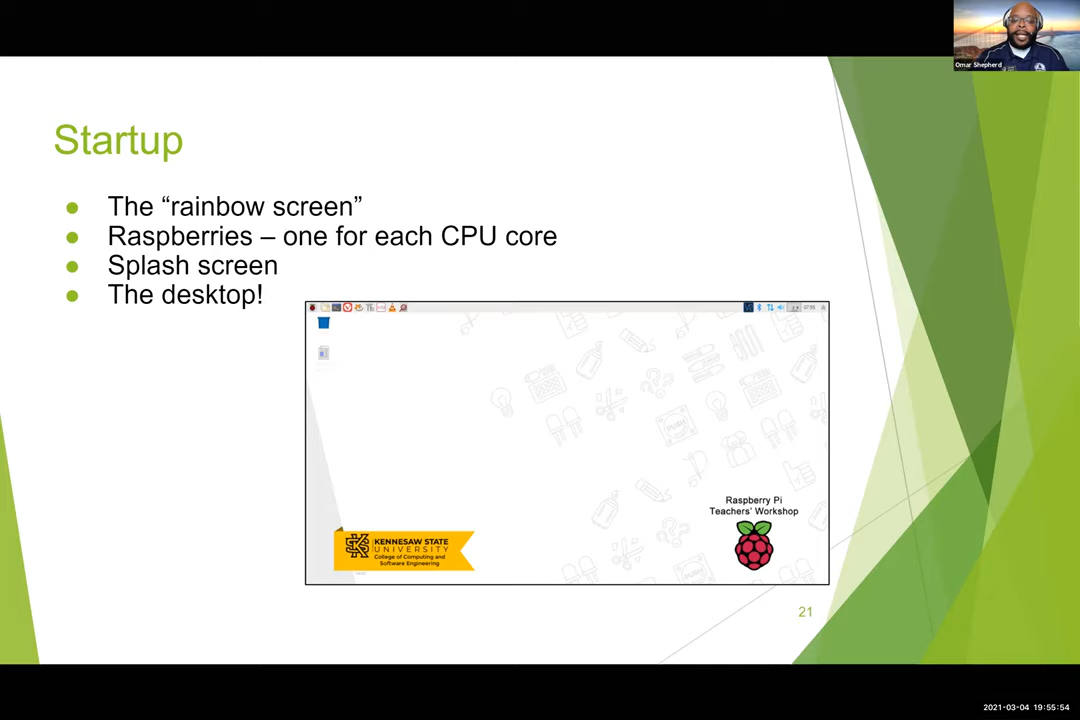 Omar Shepherd
Startup
● The “rainbow screen”
● Raspberries – one for each CPU core
● Splash screen
● The desktop!
Raspberry Pi
Teachers’ Workshop
KENNESAW STATE
UNIVERSITY
College of Computing and
Software Engineering
PUSH
21
2021-03-04 19:55:54